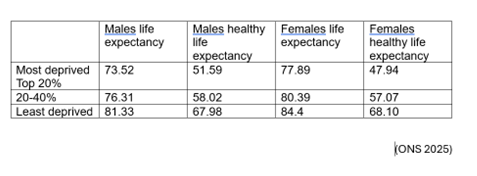 Males life expectancy | Males healthy life expectancy | Females life expectancy | Females healthy life expectancy
Most deprived Top 20% | 73.52 | 51.59 | 77.89 | 47.94
20-40% | 76.31 | 58.02 | 80.39 | 57.07
Least deprived | 81.33 | 67.98 | 84.4 | 68.10
(ONS 2025)